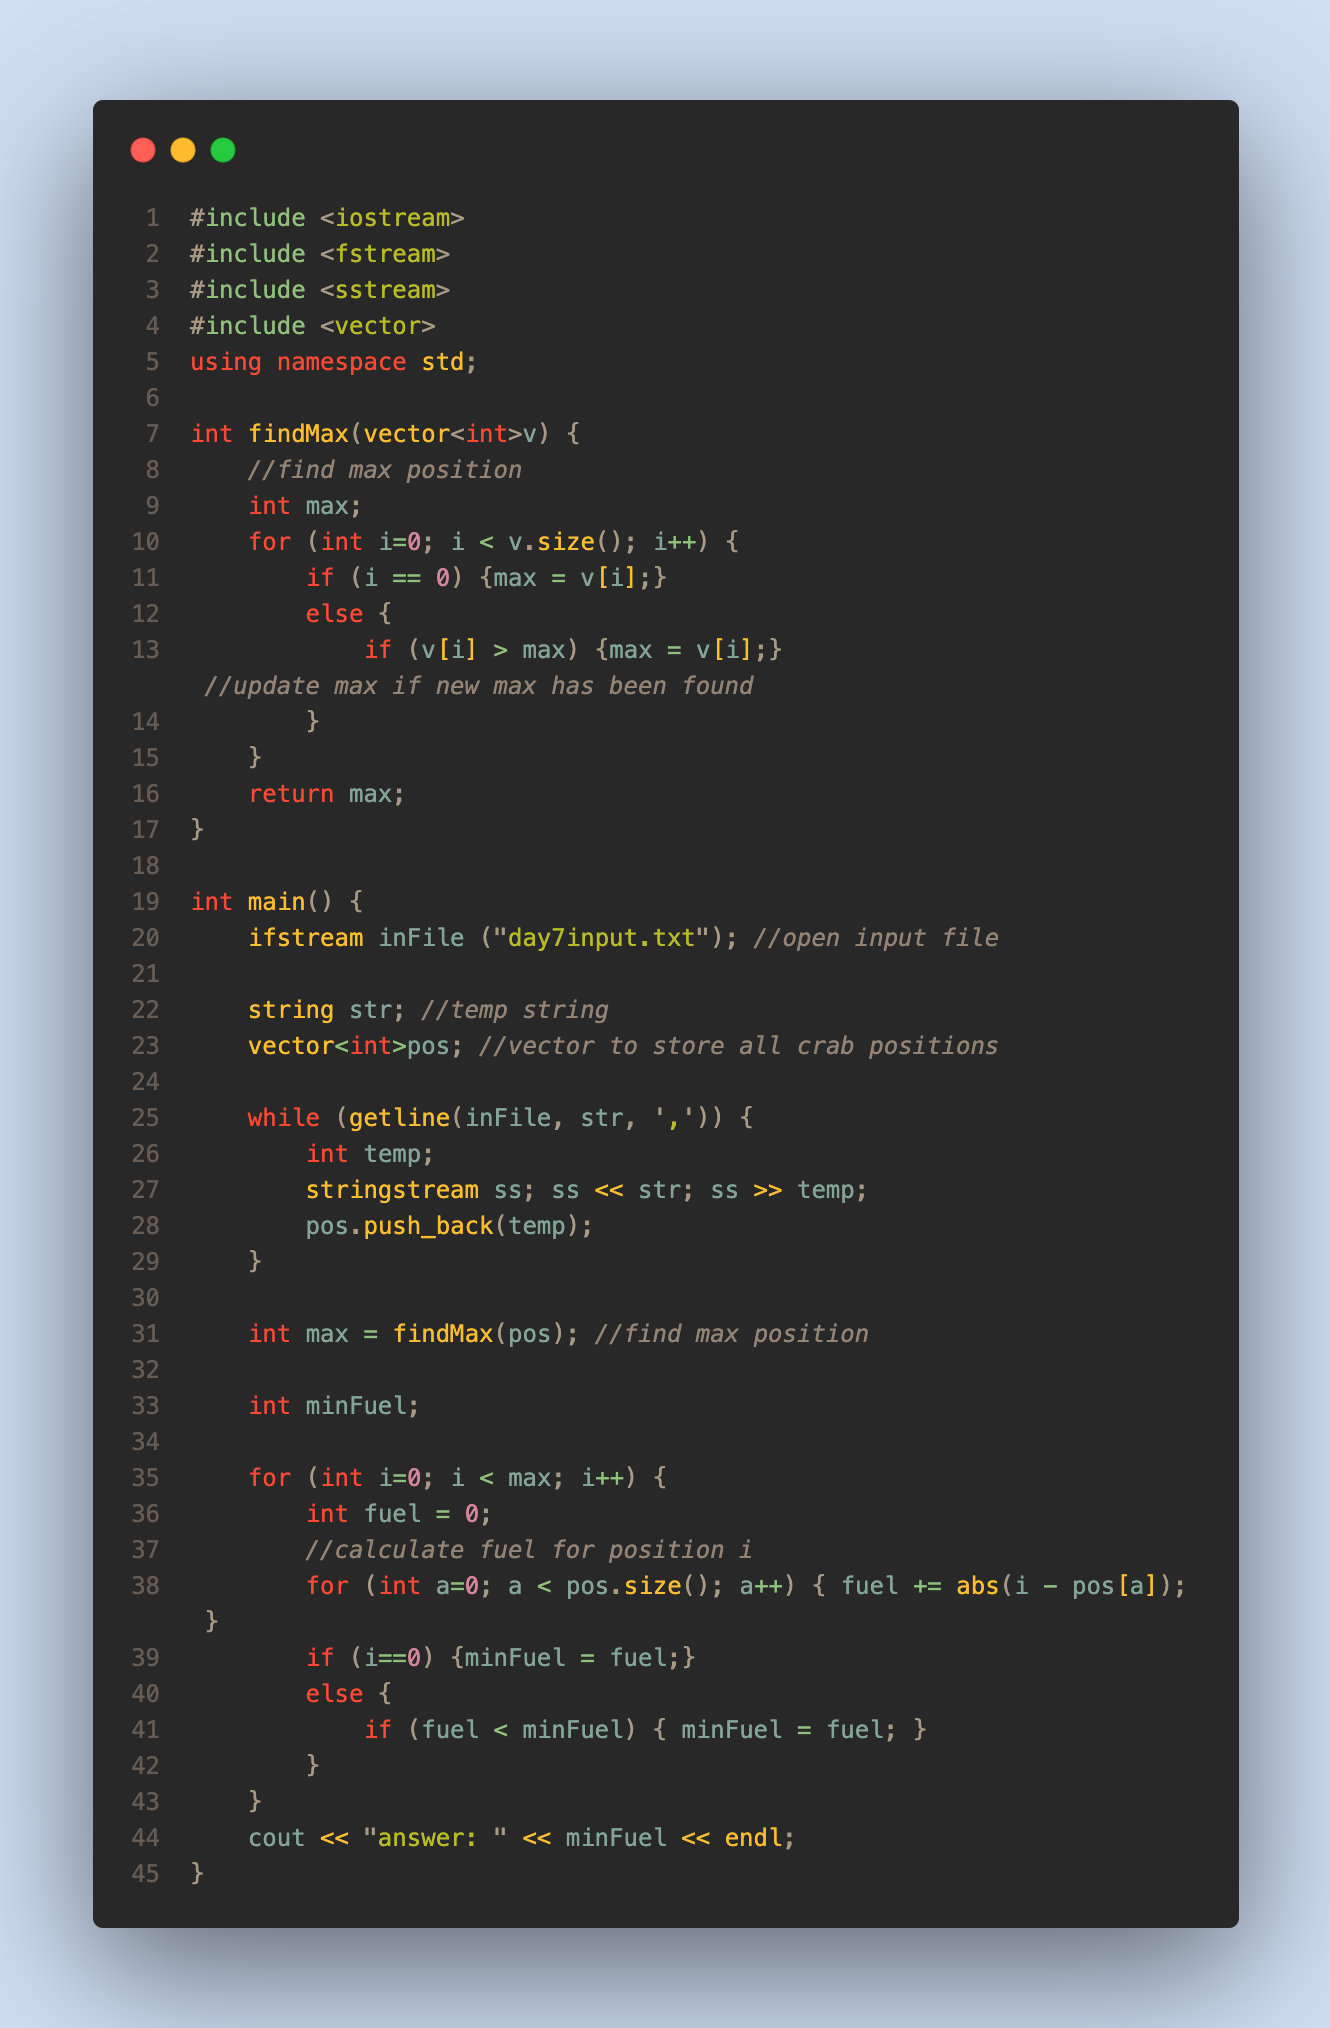 1 #include <iostream>
2 #include <fstream>
3 #include <sstream>
4 #include <vector>
5 using namespace std;
6
7 int findMax(vector<int>v) {
8     //find max position
9     int max;
10     for (int i=0; i < v.size(); i++) {
11         if (i == 0) {max = v[i];}
12         else {
13             if (v[i] > max) {max = v[i];}
 //update max if new max has been found
14         }
15     }
16     return max;
17 }
18
19 int main() {
20     ifstream inFile ("day7input.txt"); //open input file
21
22     string str; //temp string
23     vector<int>pos; //vector to store all crab positions
24
25     while (getline(inFile, str, ',')) {
26         int temp;
27         stringstream ss; ss << str; ss >> temp;
28         pos.push_back(temp);
29     }
30
31     int max = findMax(pos); //find max position
32
33     int minFuel;
34
35     for (int i=0; i < max; i++) {
36         int fuel = 0;
37         //calculate fuel for position i
38         for (int a=0; a < pos.size(); a++) { fuel += abs(i - pos[a]);
 }
39         if (i==0) {minFuel = fuel;}
40         else {
41             if (fuel < minFuel) { minFuel = fuel; }
42         }
43     }
44     cout << "answer: " << minFuel << endl;
45 }